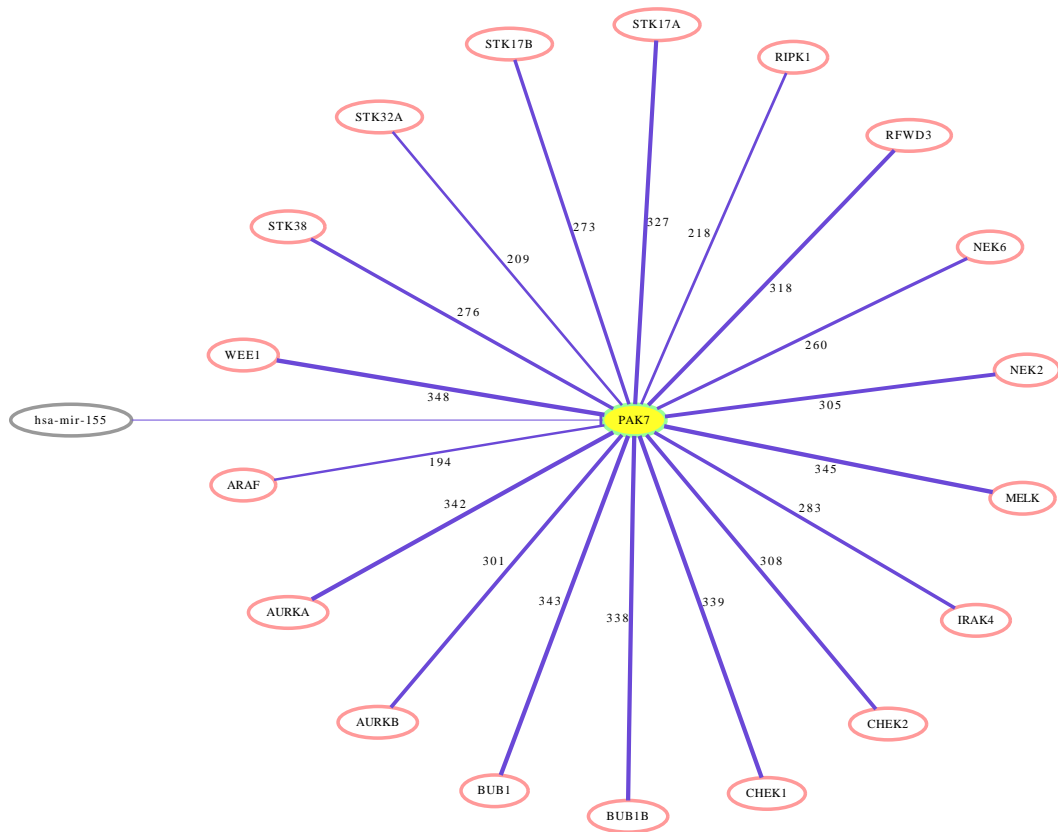 STK17A
STK17B
RIPK1
STK32A
RFWD3
STK38
327
273
218
NEK6
209
318
276
260
WEE1
NEK2
348
305
hsa-mir-155
PAK7
194
345
ARAF
MELK
342
283
301
308
343
339
338
AURKA
IRAK4
AURKB
CHEK2
BUB1
CHEK1
BUB1B